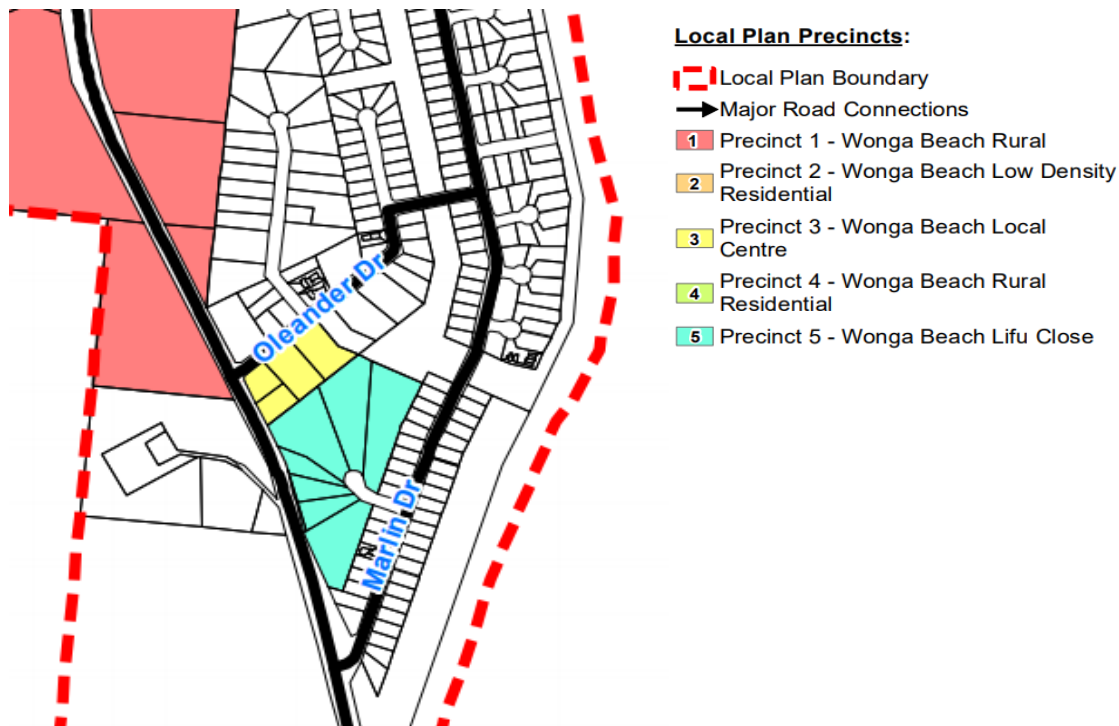 Local Plan Precincts:
Local Plan Boundary
Major Road Connections
1 Precinct 1 - Wonga Beach Rural
2 Precinct 2 - Wonga Beach Low Density
Residential
3 Precinct 3 - Wonga Beach Local
Centre
4 Precinct 4 - Wonga Beach Rural
Residential
5 Precinct 5 - Wonga Beach Lifu Close
Oleander Dr
Marlin Dr